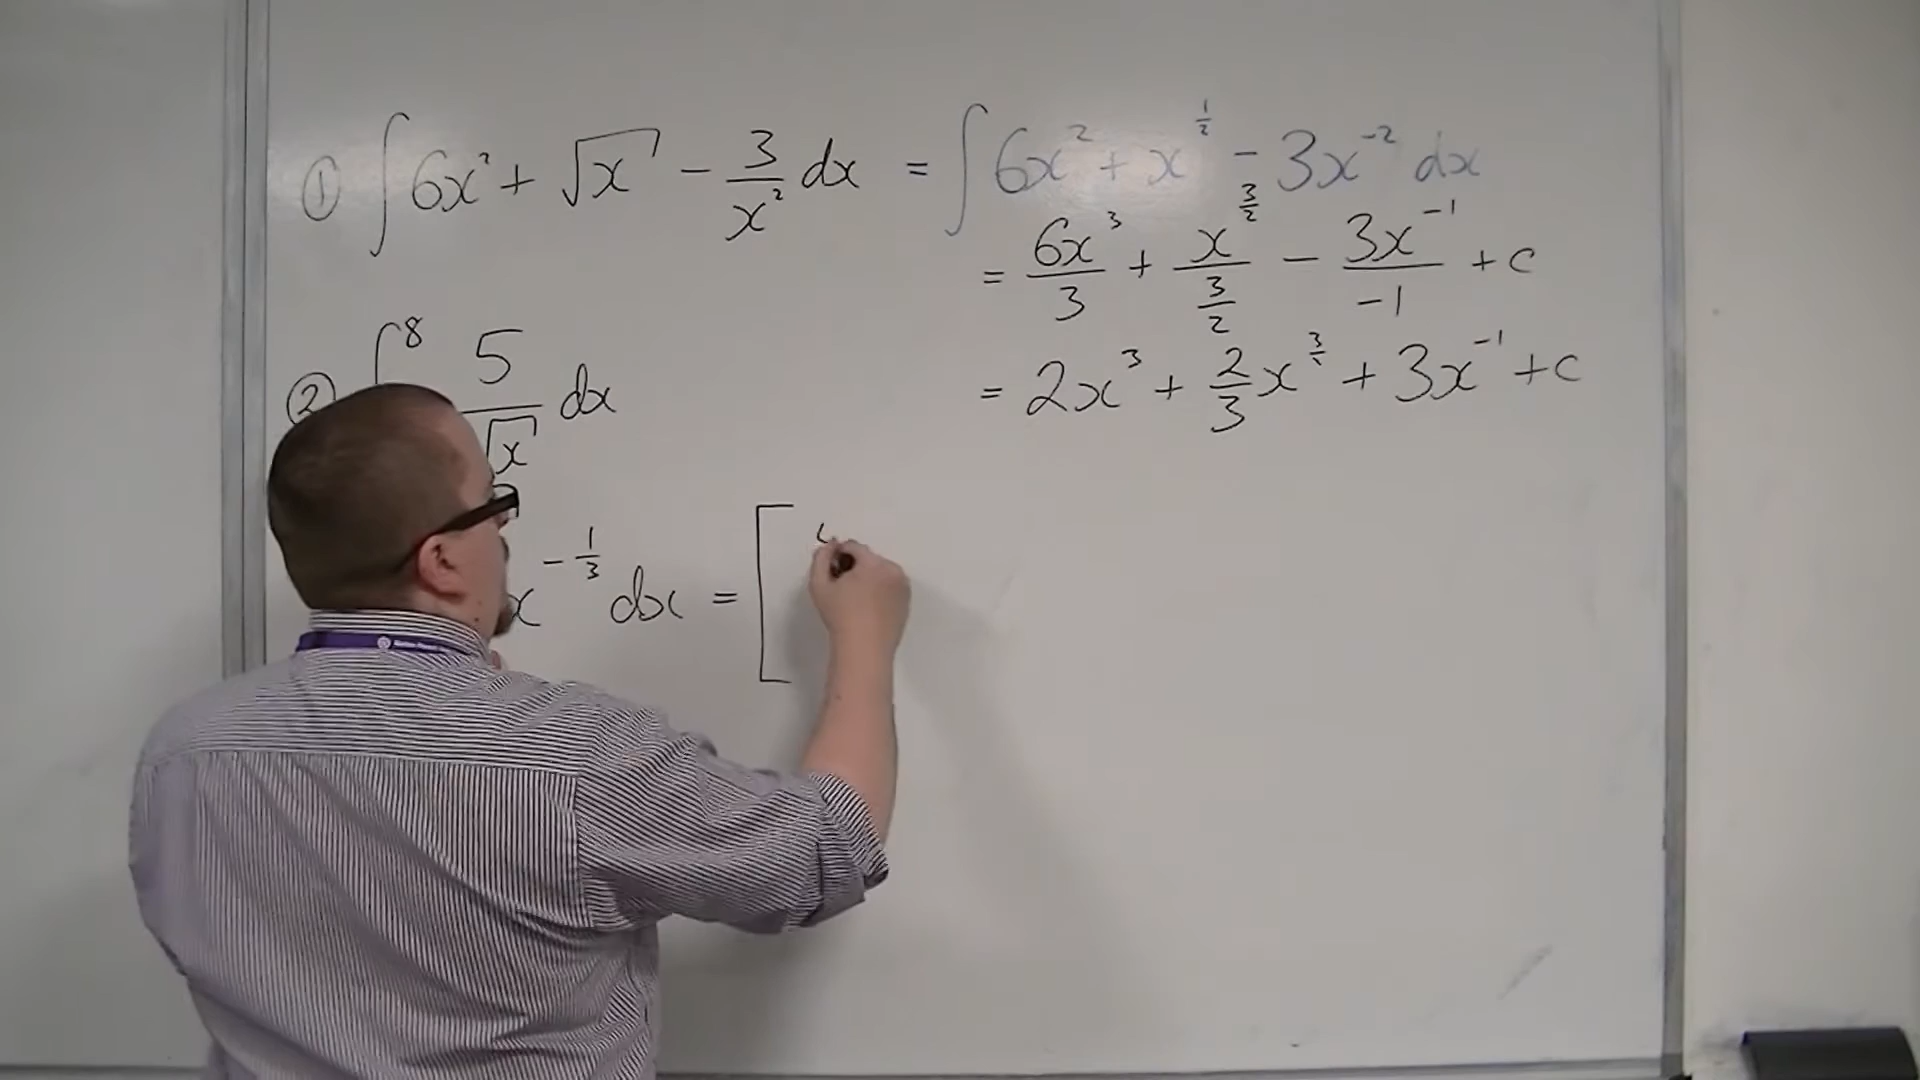 ① ∫ 6x² + √x − 3/x² dx = ∫ 6x² + x^(1/2) − 3x^(−2) dx
= 6x³/3 + x^(3/2)/(3/2) − 3x^(−1)/(−1) + c
= 2x³ + 2/3 x^(3/2) + 3x^(−1) + c
② ∫⁸ 5/√x dx
x^(−1/3) dx = [